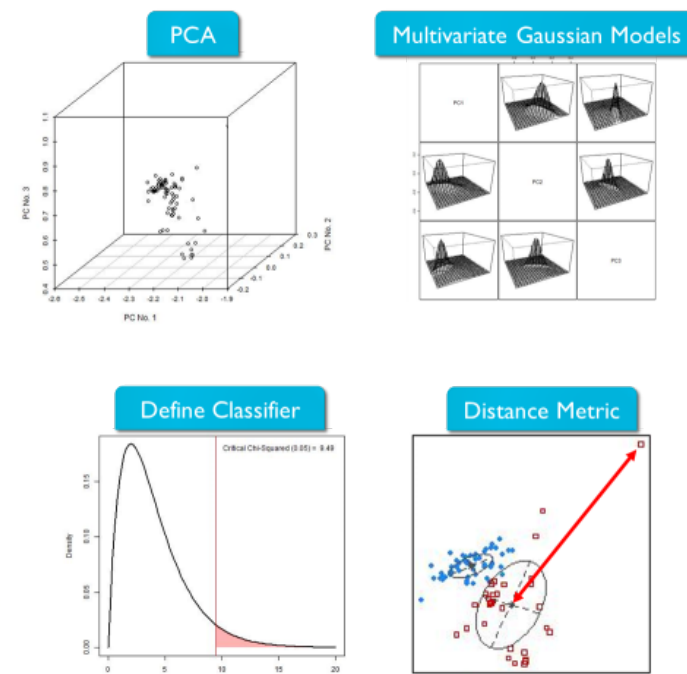 PCA
Multivariate Gaussian Models
PC No. 3
0.4 0.5 0.6 0.7 0.8 0.9 1.0 1.1
PC No. 2
-0.2 -0.1 0.0 0.1 0.2 0.3
-2.6 -2.5 -2.4 -2.3 -2.2 -2.1 -2.0 -1.9
PC No. 1
PC1
PC2
PC3
Define Classifier
Distance Metric
Critical Chi-Squared (0.05) = 9.49
Density
0.00 0.05 0.10 0.15
0 5 10 15 20